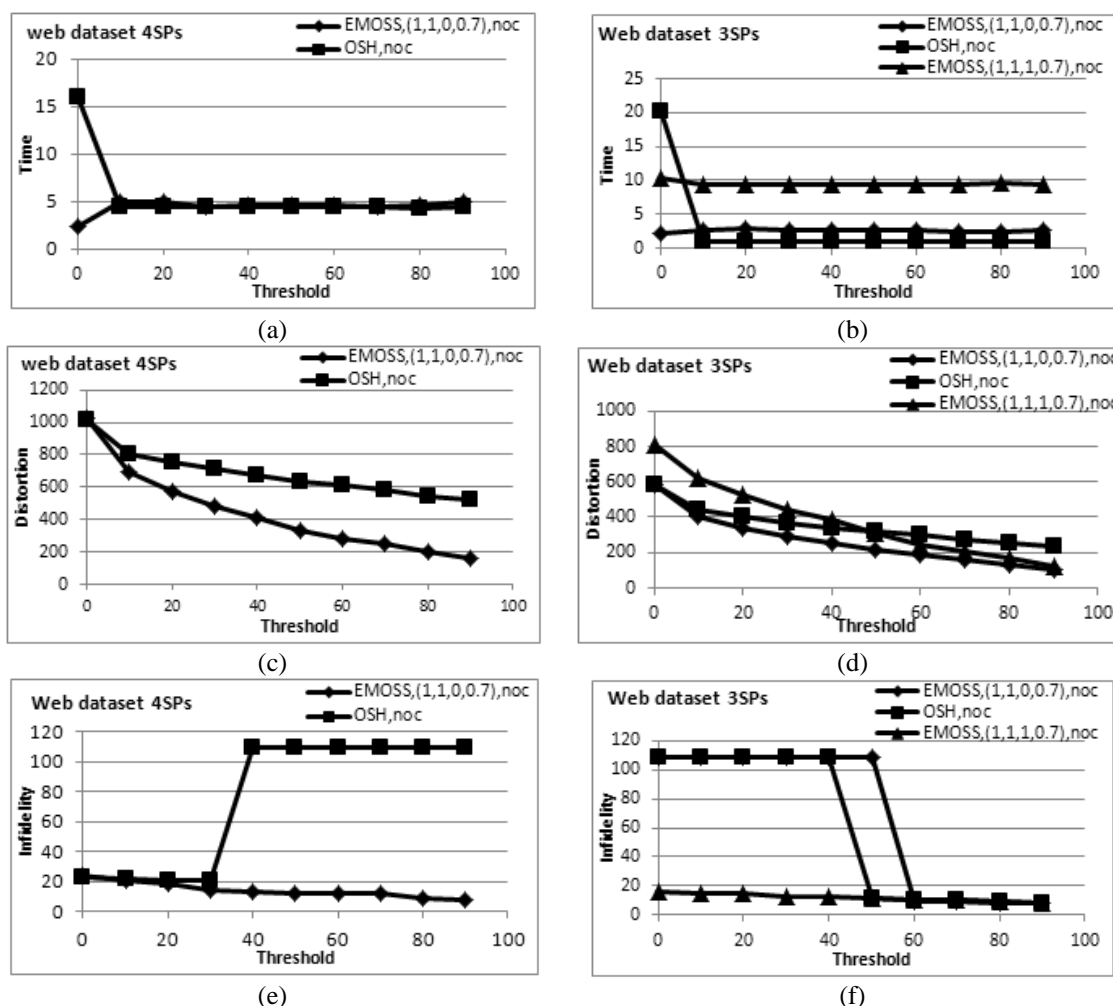 web dataset 4SPs
EMOSS,(1,1,0,0.7),noc
OSH,noc
20
15
10
5
0
Time
0 20 40 60 80 100
Threshold
(a)
Web dataset 3SPs
EMOSS,(1,1,0,0.7),noc
OSH,noc
EMOSS,(1,1,1,0.7),noc
25
20
15
10
5
0
Time
0 20 40 60 80 100
Threshold
(b)
web dataset 4SPs
EMOSS,(1,1,0,0.7),noc
OSH,noc
1200
1000
800
600
400
200
0
Distortion
0 20 40 60 80 100
Threshold
(c)
Web dataset 3SPs
EMOSS,(1,1,0,0.7),noc
OSH,noc
EMOSS,(1,1,1,0.7),noc
1000
800
600
400
200
0
Distortion
0 20 40 60 80 100
Threshold
(d)
Web dataset 4SPs
EMOSS,(1,1,0,0.7),noc
OSH,noc
120
100
80
60
40
20
0
Infidelity
0 20 40 60 80 100
Threshold
(e)
Web dataset 3SPs
EMOSS,(1,1,0,0.7),noc
OSH,noc
EMOSS,(1,1,1,0.7),noc
120
100
80
60
40
20
0
Infidelity
0 20 40 60 80 100
Threshold
(f)